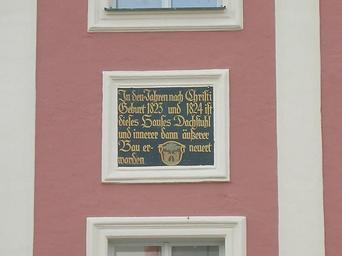 In den Jahren nach Christi
Geburt 1823 und 1824 ist
dieses Hauses Dachstuhl
und innerer dann äußerer
Bau er- neuert
worden